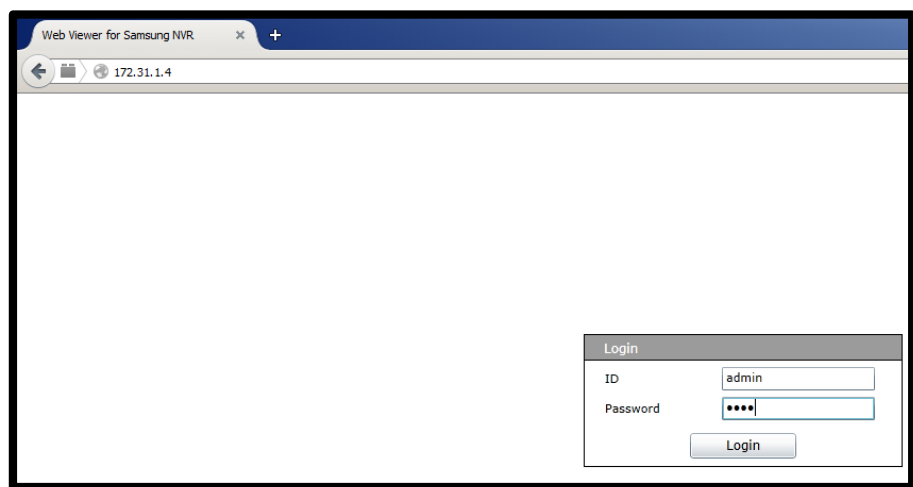 Web Viewer for Samsung NVR
172.31.1.4
Login
ID admin
Password ••••
Login